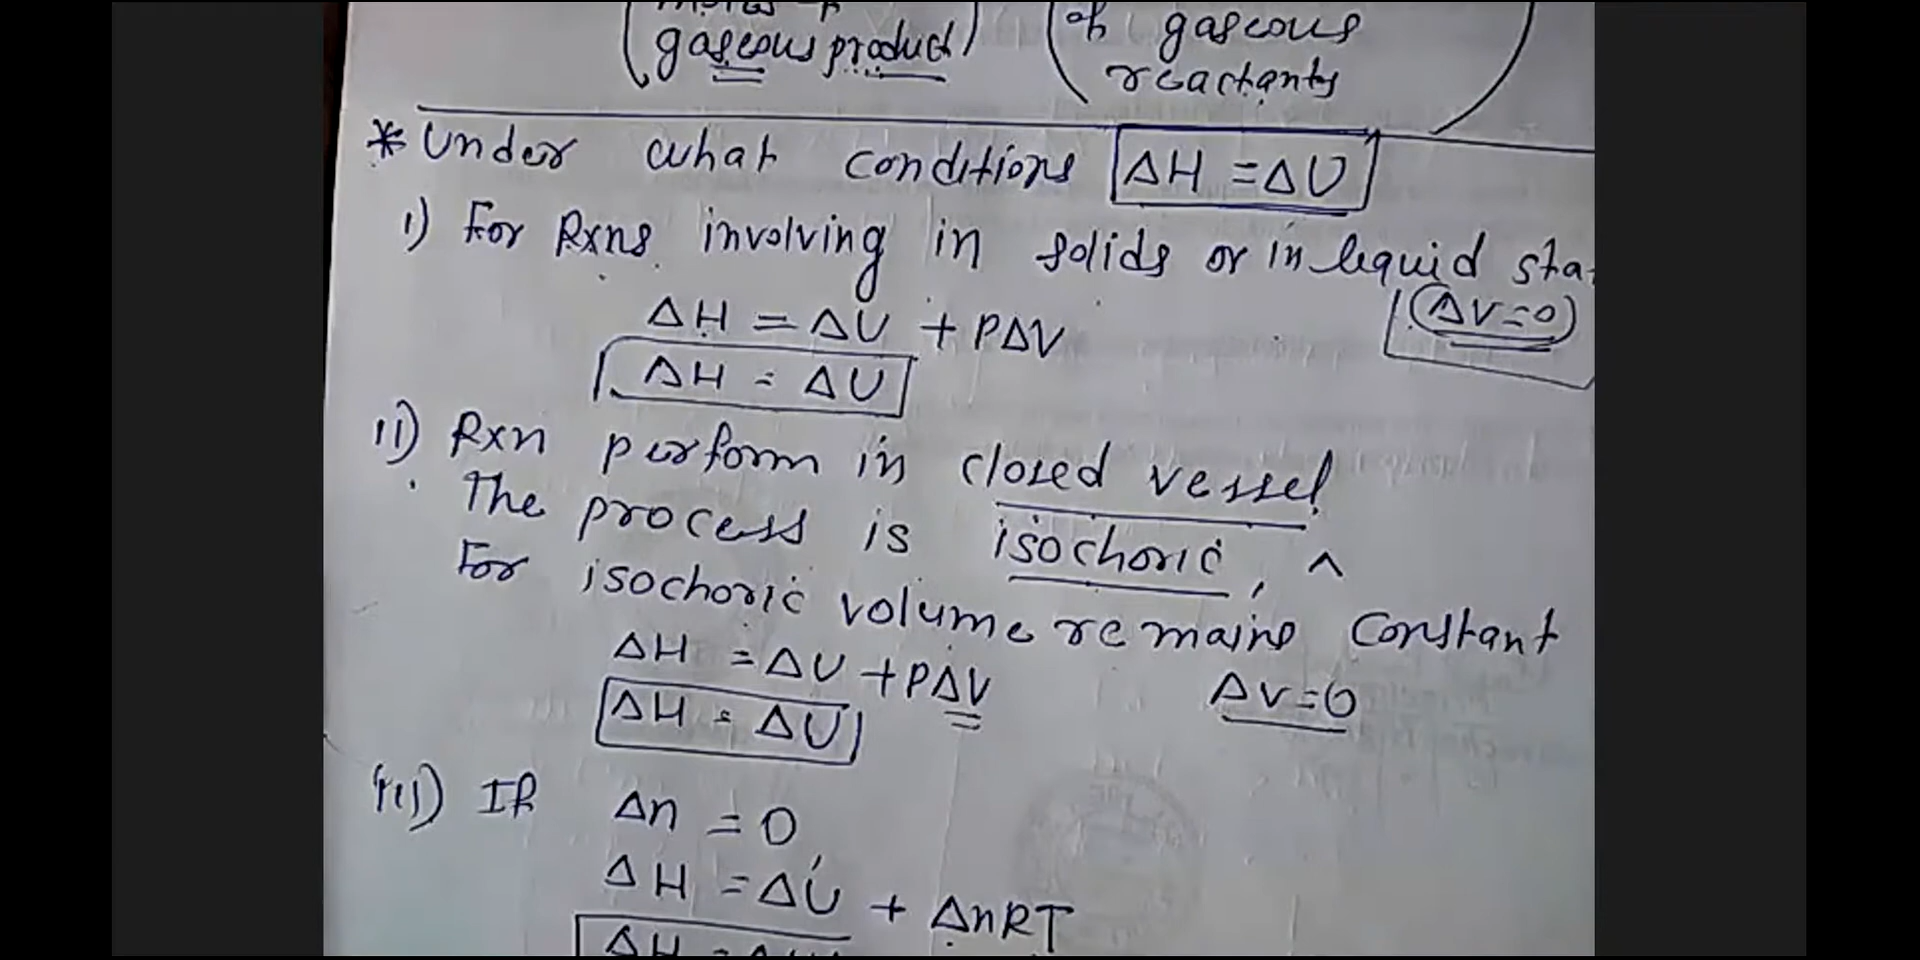 gaseous product) (of gaseous
reactants
* Under what conditions ΔH = ΔU
i) For Rxns involving in solids or in liquid sta
(ΔV=0)
ΔH = ΔU + PΔV
ΔH = ΔU
ii) Rxn perform in closed vessel.
The process is isochoric, ^
For isochoric volume remains constant
ΔH = ΔU + PΔV ΔV=0
ΔH = ΔU
iii) If Δn = 0
ΔH = ΔU + ΔnRT